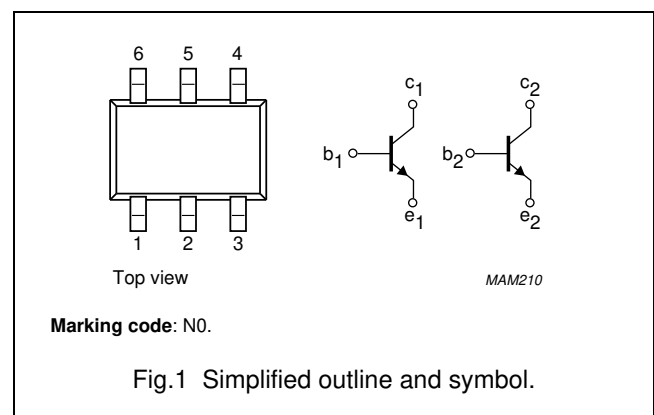 6 5 4
c1 c2
b1 b2
e1 e2
1 2 3
Top view MAM210
Marking code: N0.
Fig.1 Simplified outline and symbol.